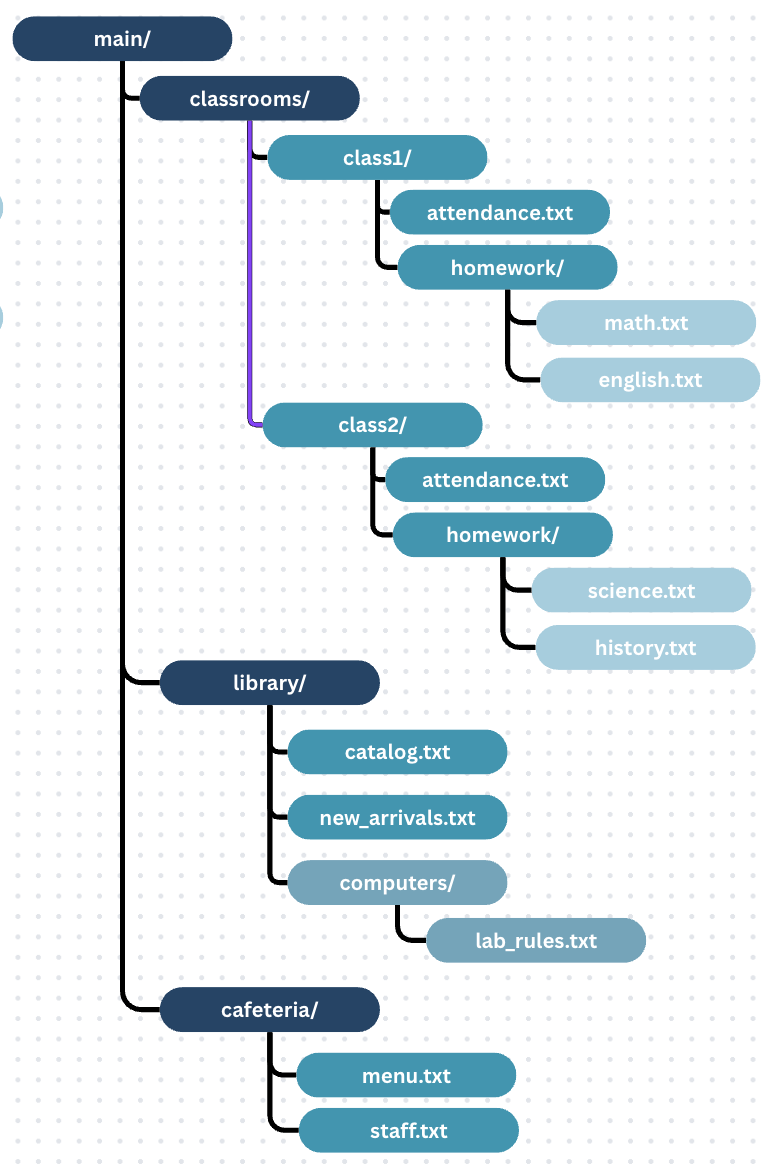 main/
classrooms/
class1/
attendance.txt
homework/
math.txt
english.txt
class2/
attendance.txt
homework/
science.txt
history.txt
library/
catalog.txt
new_arrivals.txt
computers/
lab_rules.txt
cafeteria/
menu.txt
staff.txt